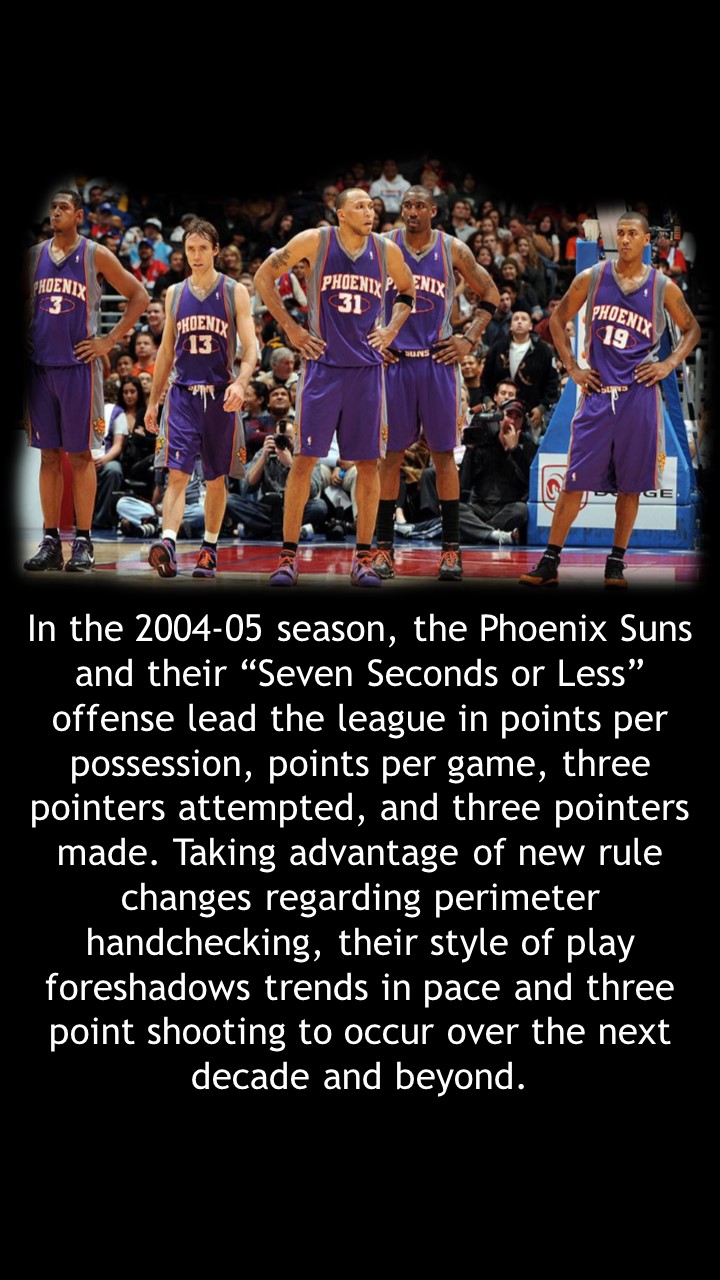 PHOENIX
3
PHOENIX
13
PHOENIX
31
PHOENIX
19
SUNS
SUNS
DODGE
In the 2004-05 season, the Phoenix Suns
and their “Seven Seconds or Less”
offense lead the league in points per
possession, points per game, three
pointers attempted, and three pointers
made. Taking advantage of new rule
changes regarding perimeter
handchecking, their style of play
foreshadows trends in pace and three
point shooting to occur over the next
decade and beyond.